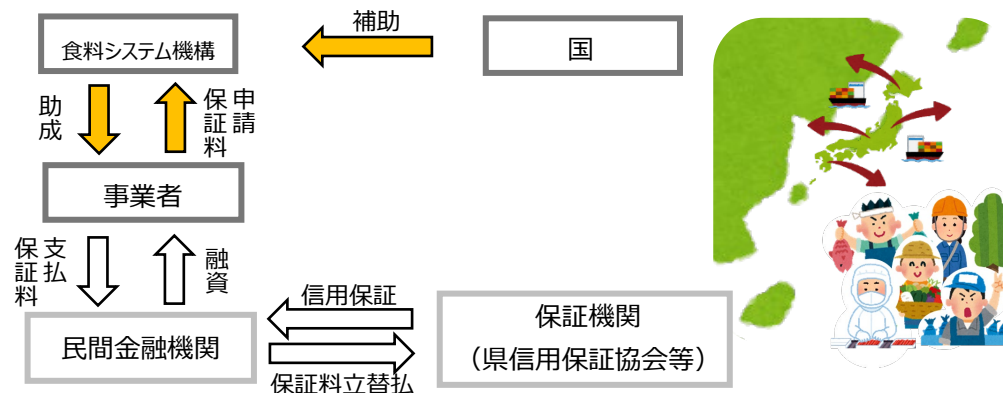 補助
食料システム機構
国
助成
保証料
申請
事業者
保証料
支払
融資
信用保証
民間金融機関
保証機関
（県信用保証協会等）
保証料立替払